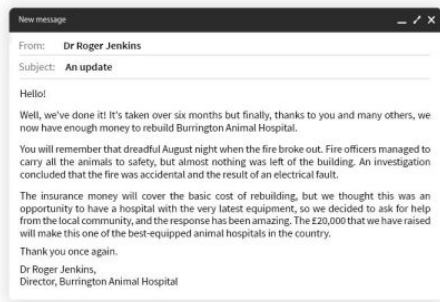 New message
From: Dr Roger Jenkins
Subject: An update
Hello!
Well, we've done it! It's taken over six months but finally, thanks to you and many others, we
now have enough money to rebuild Burrington Animal Hospital.
You will remember that dreadful August night when the fire broke out. Fire officers managed to
carry all the animals to safety, but almost nothing was left of the building. An investigation
concluded that the fire was accidental and the result of an electrical fault.
The insurance money will cover the basic cost of rebuilding, but we thought this was an
opportunity to have a hospital with the very latest equipment, so we decided to ask for help
from the local community, and the response has been amazing. The £20,000 that we have raised
will make this one of the best-equipped animal hospitals in the country.
Thank you once again.
Dr Roger Jenkins,
Director, Burrington Animal Hospital